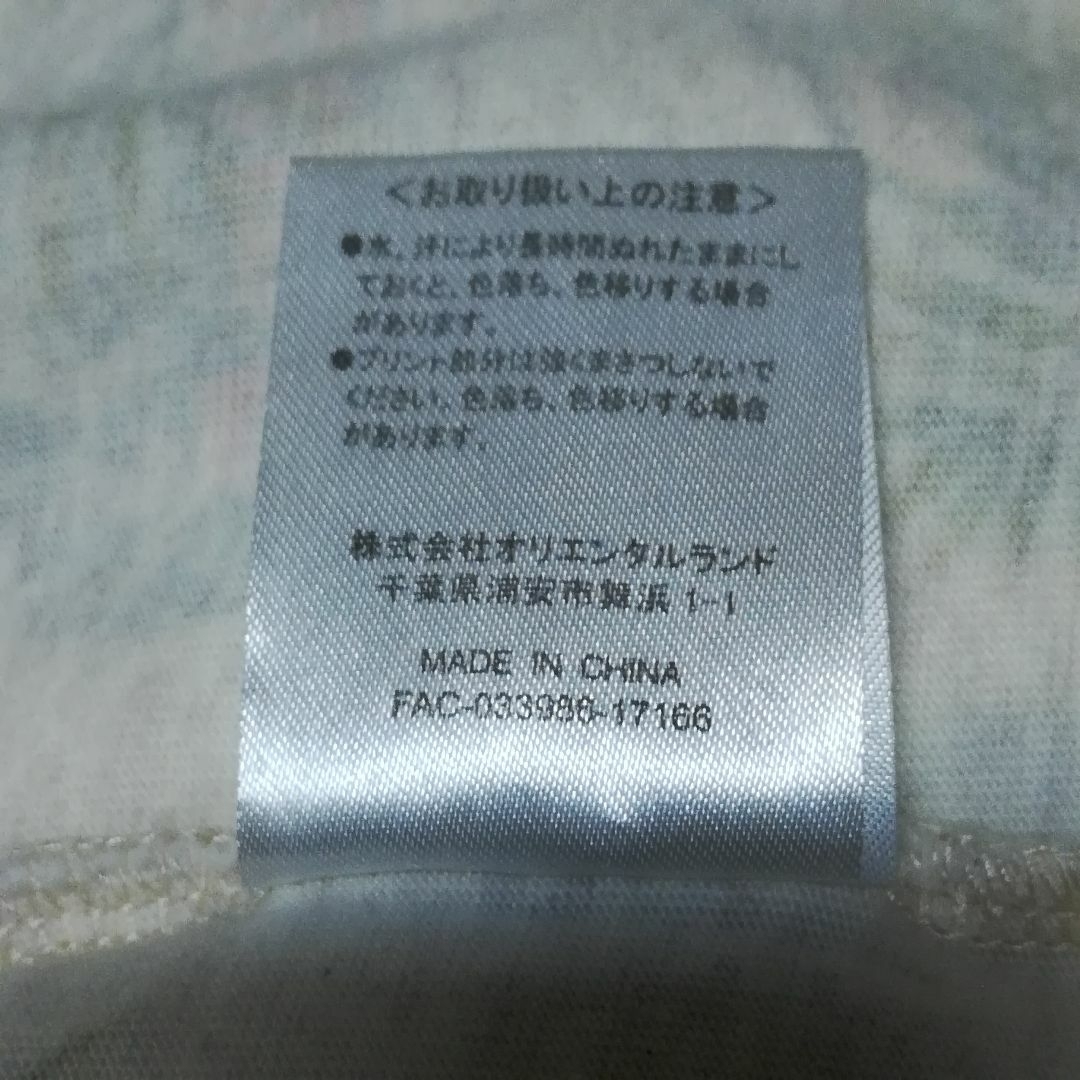 ＜お取り扱い上の注意＞
●水、汗により長時間ぬれたままにし
ておくと、色落ち、色移りする場合
があります。
●プリント部分は強くまさつしないで
ください。色落ち、色移りする場合
があります。
株式会社オリエンタルランド
千葉県浦安市舞浜1-1
MADE IN CHINA
FAC-033986-17166